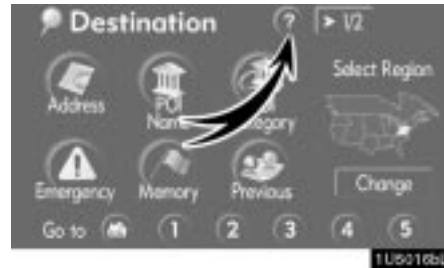 Destination ? ➤ 1/2
Select Region
Address POI Name Category
Emergency Memory Previous
Change
Go to 1 2 3 4 5
1U5016b